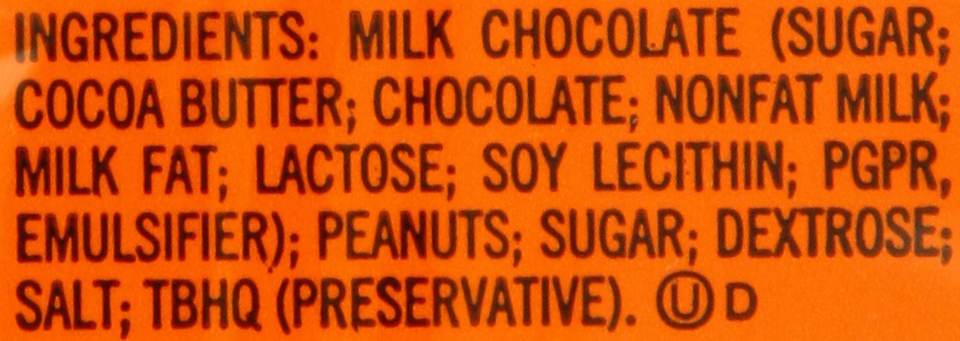 INGREDIENTS: MILK CHOCOLATE (SUGAR;
COCOA BUTTER; CHOCOLATE; NONFAT MILK;
MILK FAT; LACTOSE; SOY LECITHIN; PGPR,
EMULSIFIER); PEANUTS; SUGAR; DEXTROSE;
SALT; TBHQ (PRESERVATIVE). Ⓤ D